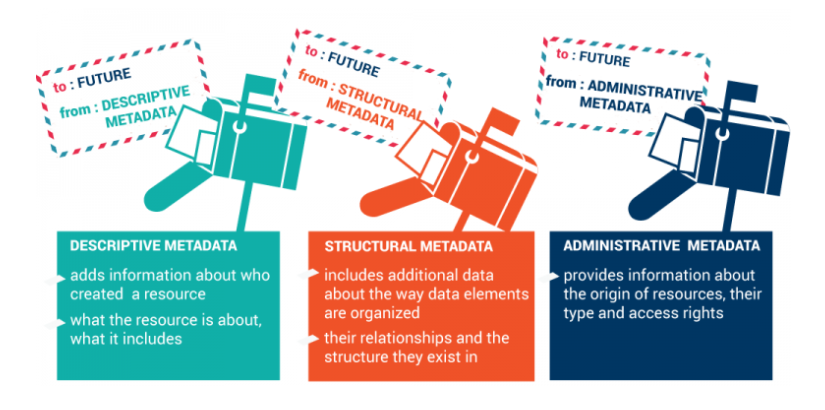 to : FUTURE
from : DESCRIPTIVE
METADATA
to : FUTURE
from : STRUCTURAL
METADATA
to : FUTURE
from : ADMINISTRATIVE
METADATA
DESCRIPTIVE METADATA
adds information about who
created a resource
what the resource is about,
what it includes
STRUCTURAL METADATA
includes additional data
about the way data elements
are organized
their relationships and the
structure they exist in
ADMINISTRATIVE METADATA
provides information about
the origin of resources, their
type and access rights